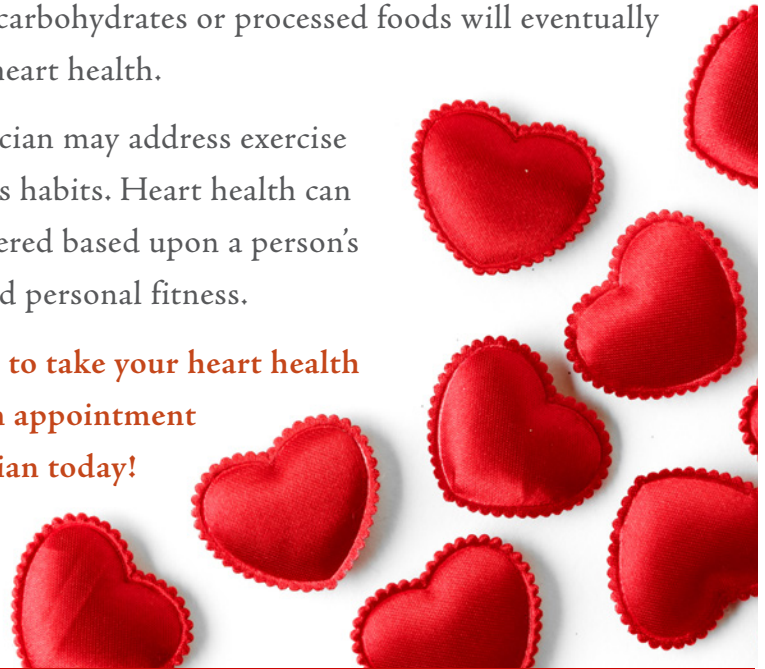 carbohydrates or processed foods will eventually
heart health.
cian may address exercise
s habits. Heart health can
ered based upon a person's
d personal fitness.
to take your heart health
appointment
ian today!